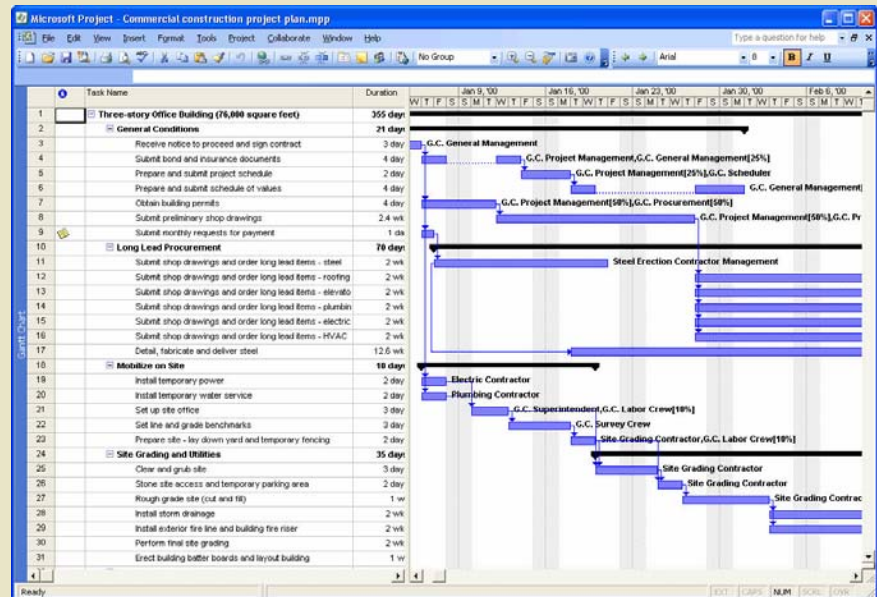 Microsoft Project - Commercial construction project plan.mpp
File Edit View Insert Format Tools Project Collaborate Window Help Type a question for help
No Group Arial 8 B I U
Task Name Duration Jan 9, '00 Jan 16, '00 Jan 23, '00 Jan 30, '00 Feb 6, '00
W T F S S M T W T F S S M T W T F S S M T W T F S S M T W T F S S M T W T
1 Three-story Office Building (76,000 square feet) 355 days
2 General Conditions 21 days
3 Receive notice to proceed and sign contract 3 day G.C. General Management
4 Submit bond and insurance documents 4 day G.C. Project Management,G.C. General Management[25%]
5 Prepare and submit project schedule 2 day G.C. Project Management[25%],G.C. Scheduler
6 Prepare and submit schedule of values 4 day G.C. General Management[
7 Obtain building permits 4 day G.C. Project Management[50%],G.C. Procurement[50%]
8 Submit preliminary shop drawings 2.4 wk G.C. Project Management[50%],G.C. Pr
9 Submit monthly requests for payment 1 da
10 Long Lead Procurement 70 days
11 Submit shop drawings and order long lead items - steel 2 wk Steel Erection Contractor Management
12 Submit shop drawings and order long lead items - roofing 2 wk
13 Submit shop drawings and order long lead items - elevato 2 wk
14 Submit shop drawings and order long lead items - plumbin 2 wk
15 Submit shop drawings and order long lead items - electric 2 wk
16 Submit shop drawings and order long lead items - HVAC 2 wk
17 Detail, fabricate and deliver steel 12.6 wk
18 Mobilize on Site 10 days
19 Install temporary power 2 day Electric Contractor
20 Install temporary water service 2 day Plumbing Contractor
21 Set up site office 3 day G.C. Superintendent,G.C. Labor Crew[10%]
22 Set line and grade benchmarks 3 day G.C. Survey Crew
23 Prepare site - lay down yard and temporary fencing 2 day Site Grading Contractor,G.C. Labor Crew[10%]
24 Site Grading and Utilities 35 days
25 Clear and grub site 3 day Site Grading Contractor
26 Stone site access and temporary parking area 2 day Site Grading Contractor
27 Rough grade site (cut and fill) 1 w Site Grading Contrac
28 Install storm drainage 2 wk
29 Install exterior fire line and building fire riser 2 wk
30 Perform final site grading 2 wk
31 Erect building batter boards and layout building 1 w
Gantt Chart
Ready EXT CAPS NUM SCRL OVR